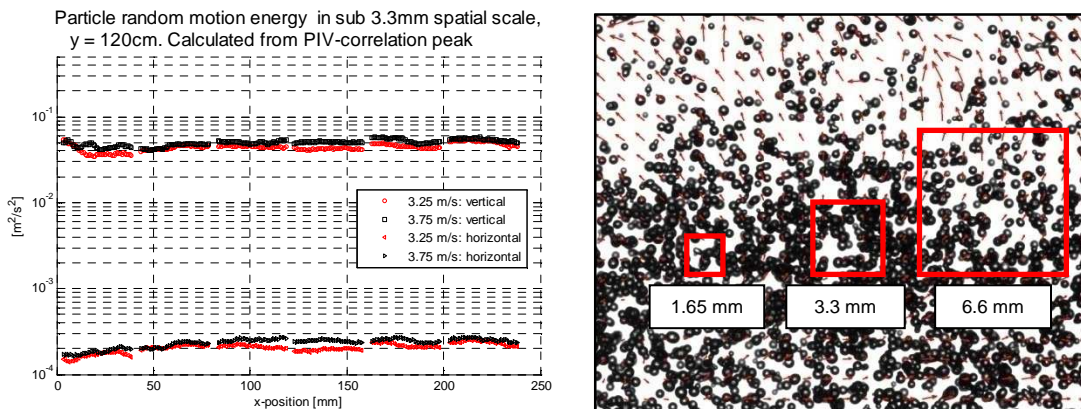 Particle random motion energy in sub 3.3mm spatial scale,
y = 120cm. Calculated from PIV-correlation peak
10^-1
10^-2
10^-3
10^-4
[m²/s²]
3.25 m/s: vertical
3.75 m/s: vertical
3.25 m/s: horizontal
3.75 m/s: horizontal
0 50 100 150 200 250
x-position [mm]
1.65 mm
3.3 mm
6.6 mm